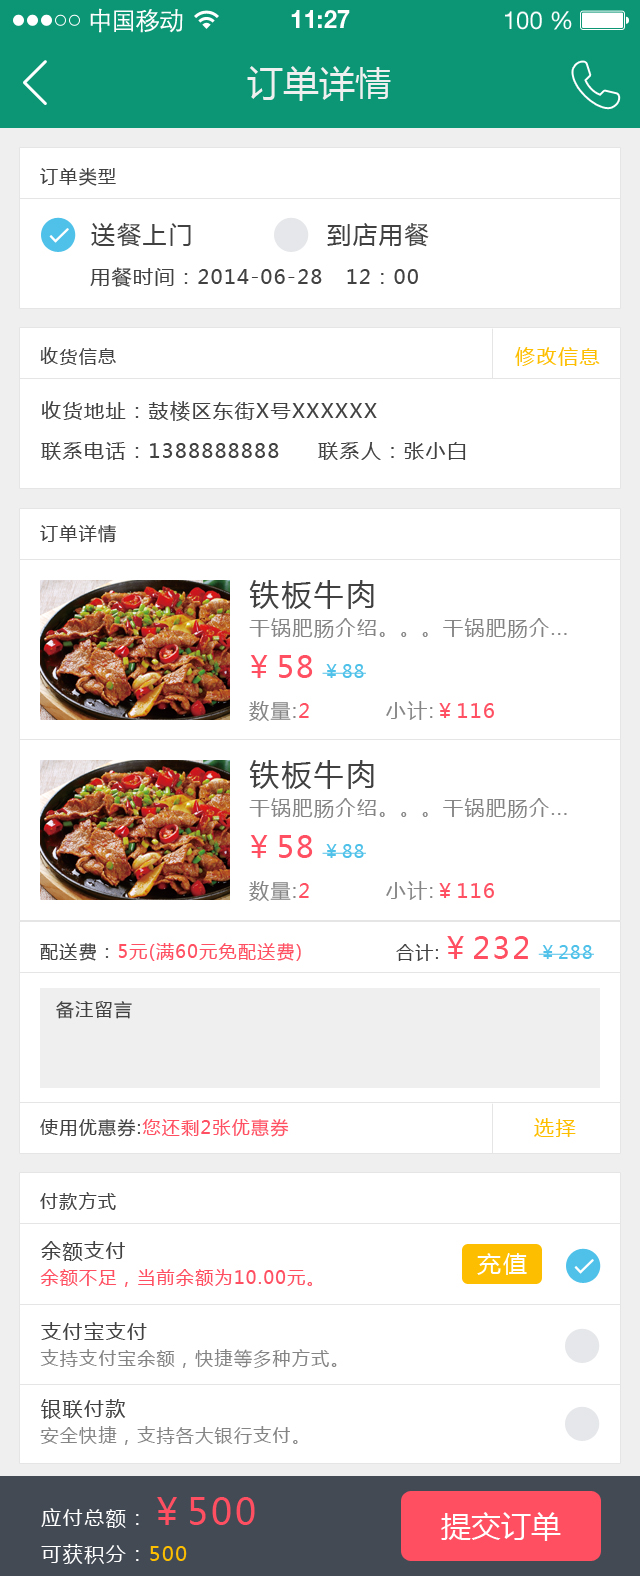 中国移动 11:27 100 %
订单详情
订单类型
送餐上门 到店用餐
用餐时间：2014-06-28 12：00
收货信息 修改信息
收货地址：鼓楼区东街X号XXXXXX
联系电话：1388888888 联系人：张小白
订单详情
铁板牛肉
干锅肥肠介绍。。。干锅肥肠介...
￥58 ￥88
数量:2 小计:￥116
铁板牛肉
干锅肥肠介绍。。。干锅肥肠介...
￥58 ￥88
数量:2 小计:￥116
配送费：5元(满60元免配送费) 合计:￥232 ￥288
备注留言
使用优惠券:您还剩2张优惠券 选择
付款方式
余额支付 充值
余额不足，当前余额为10.00元。
支付宝支付
支持支付宝余额，快捷等多种方式。
银联付款
安全快捷，支持各大银行支付。
应付总额：￥500 提交订单
可获积分：500